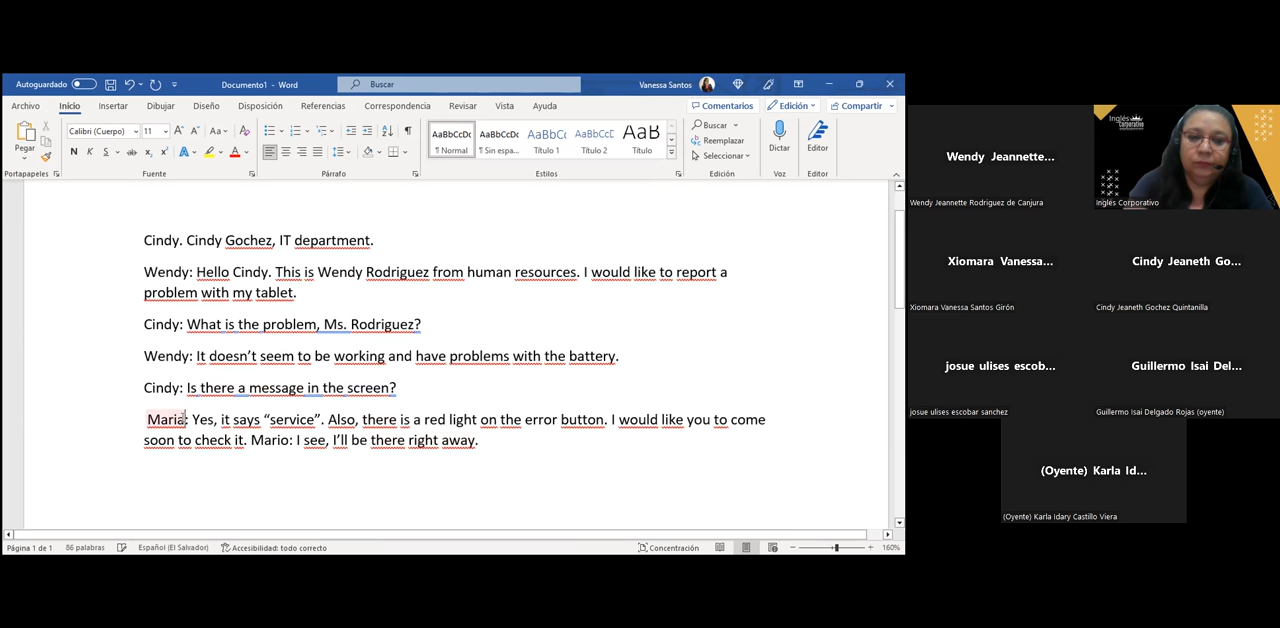 Autoguardado
Documento1 - Word
Buscar
Vanessa Santos
Archivo
Inicio
Insertar
Dibujar
Diseño
Disposición
Referencias
Correspondencia
Revisar
Vista
Ayuda
Comentarios
Edición
Compartir
Pegar
Calibri (Cuerpo)
11
N K S ab
AaBbCcDc AaBbCcDc AaBbCc AaBbCcD AaB
¶ Normal ¶ Sin espa... Título 1 Título 2 Título
Buscar
Reemplazar
Seleccionar
Dictar
Editor
Portapapeles
Fuente
Párrafo
Estilos
Edición
Voz
Editor
Cindy. Cindy Gochez, IT department.
Wendy: Hello Cindy. This is Wendy Rodriguez from human resources. I would like to report a
problem with my tablet.
Cindy: What is the problem, Ms. Rodriguez?
Wendy: It doesn’t seem to be working and have problems with the battery.
Cindy: Is there a message in the screen?
Maria: Yes, it says “service”. Also, there is a red light on the error button. I would like you to come
soon to check it. Mario: I see, I’ll be there right away.
Página 1 de 1
86 palabras
Español (El Salvador)
Accesibilidad: todo correcto
Concentración
160%
Wendy Jeannette...
Wendy Jeannette Rodriguez de Canjura
Inglés
Corporativo
Inglés Corporativo
Xiomara Vanessa...
Xiomara Vanessa Santos Girón
Cindy Jeaneth Go...
Cindy Jeaneth Gochez Quintanilla
josue ulises escob...
josue ulises escobar sanchez
Guillermo Isai Del...
Guillermo Isai Delgado Rojas (oyente)
(Oyente) Karla Id...
(Oyente) Karla Idary Castillo Viera